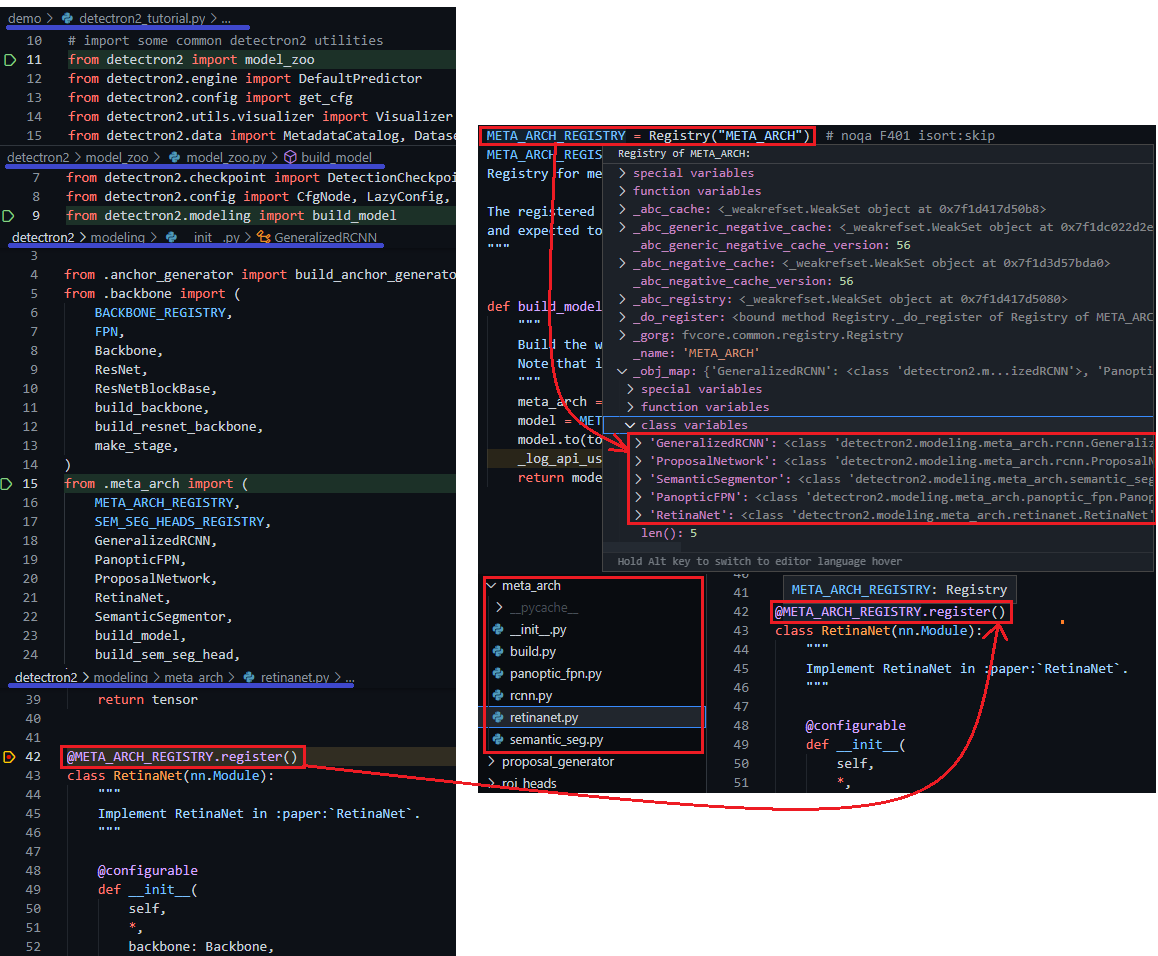 demo > detectron2_tutorial.py > ...
10 # import some common detectron2 utilities
11 from detectron2 import model_zoo
12 from detectron2.engine import DefaultPredictor
13 from detectron2.config import get_cfg
14 from detectron2.utils.visualizer import Visualizer
15 from detectron2.data import MetadataCatalog, Datase
detectron2 > model_zoo > model_zoo.py > build_model
7 from detectron2.checkpoint import DetectionCheckpoi
8 from detectron2.config import CfgNode, LazyConfig,
9 from detectron2.modeling import build_model
detectron2 > modeling > __init__.py > GeneralizedRCNN
3
4 from .anchor_generator import build_anchor_generato
5 from .backbone import (
6 BACKBONE_REGISTRY,
7 FPN,
8 Backbone,
9 ResNet,
10 ResNetBlockBase,
11 build_backbone,
12 build_resnet_backbone,
13 make_stage,
14 )
15 from .meta_arch import (
16 META_ARCH_REGISTRY,
17 SEM_SEG_HEADS_REGISTRY,
18 GeneralizedRCNN,
19 PanopticFPN,
20 ProposalNetwork,
21 RetinaNet,
22 SemanticSegmentor,
23 build_model,
24 build_sem_seg_head,
detectron2 > modeling > meta_arch > retinanet.py > ...
39 return tensor
40
41
42 @META_ARCH_REGISTRY.register()
43 class RetinaNet(nn.Module):
44 """
45 Implement RetinaNet in :paper:`RetinaNet`.
46 """
47
48 @configurable
49 def __init__(
50 self,
51 *,
52 backbone: Backbone,
META_ARCH_REGISTRY = Registry("META_ARCH") # noqa F401 isort:skip
META_ARCH_REGIS
Registry for me
The registered
and expected to
"""
def build_model
"""
Build the w
Note that i
"""
meta_arch =
model = MET
model.to(to
_log_api_us
return mode
Registry of META_ARCH:
> special variables
> function variables
> _abc_cache: <_weakrefset.WeakSet object at 0x7f1d417d50b8>
> _abc_generic_negative_cache: <_weakrefset.WeakSet object at 0x7f1dc022d2e
_abc_generic_negative_cache_version: 56
> _abc_negative_cache: <_weakrefset.WeakSet object at 0x7f1d3d57bda0>
_abc_negative_cache_version: 56
> _abc_registry: <_weakrefset.WeakSet object at 0x7f1d417d5080>
> _do_register: <bound method Registry._do_register of Registry of META_ARC
> _gorg: fvcore.common.registry.Registry
_name: 'META_ARCH'
_obj_map: {'GeneralizedRCNN': <class 'detectron2.m...izedRCNN'>, 'Panopti
> special variables
> function variables
class variables
> 'GeneralizedRCNN': <class 'detectron2.modeling.meta_arch.rcnn.Generaliz
> 'ProposalNetwork': <class 'detectron2.modeling.meta_arch.rcnn.ProposalN
> 'SemanticSegmentor': <class 'detectron2.modeling.meta_arch.semantic_seg
> 'PanopticFPN': <class 'detectron2.modeling.meta_arch.panoptic_fpn.Panop
> 'RetinaNet': <class 'detectron2.modeling.meta_arch.retinanet.RetinaNet'
len(): 5
Hold Alt key to switch to editor language hover
meta_arch
> __pycache__
__init__.py
build.py
panoptic_fpn.py
rcnn.py
retinanet.py
semantic_seg.py
> proposal_generator
> roi_heads
META_ARCH_REGISTRY: Registry
40
41
42 @META_ARCH_REGISTRY.register()
43 class RetinaNet(nn.Module):
44 """
45 Implement RetinaNet in :paper:`RetinaNet`.
46 """
47
48 @configurable
49 def __init__(
50 self,
51 *,